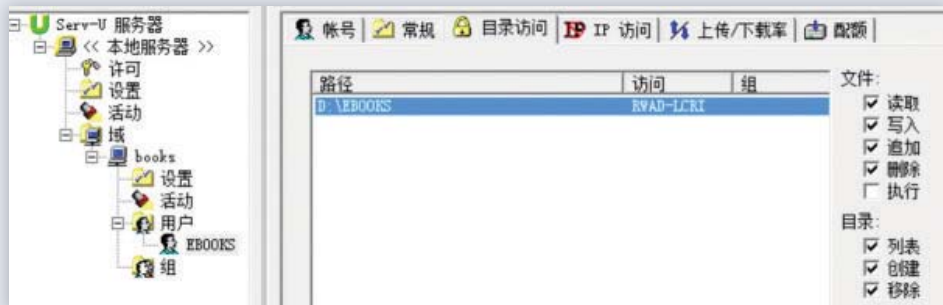 Serv-U 服务器
<< 本地服务器 >>
许可
设置
活动
域
books
设置
活动
用户
EBOOKS
组
帐号 常规 目录访问 IP 访问 上传/下载率 配额
路径 访问 组
D:\EBOOKS RWAD-LCRI
文件:
读取
写入
追加
删除
执行
目录:
列表
创建
移除